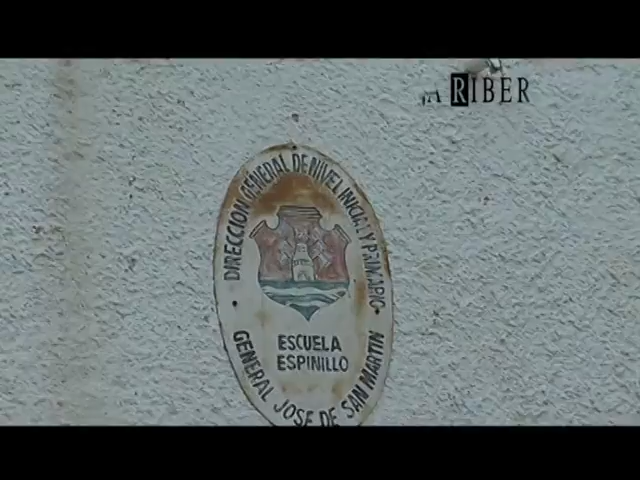 RIBER
DIRECCION GENERAL DE NIVEL INICIAL Y PRIMARIO
ESCUELA
ESPINILLO
GENERAL JOSE DE SAN MARTIN